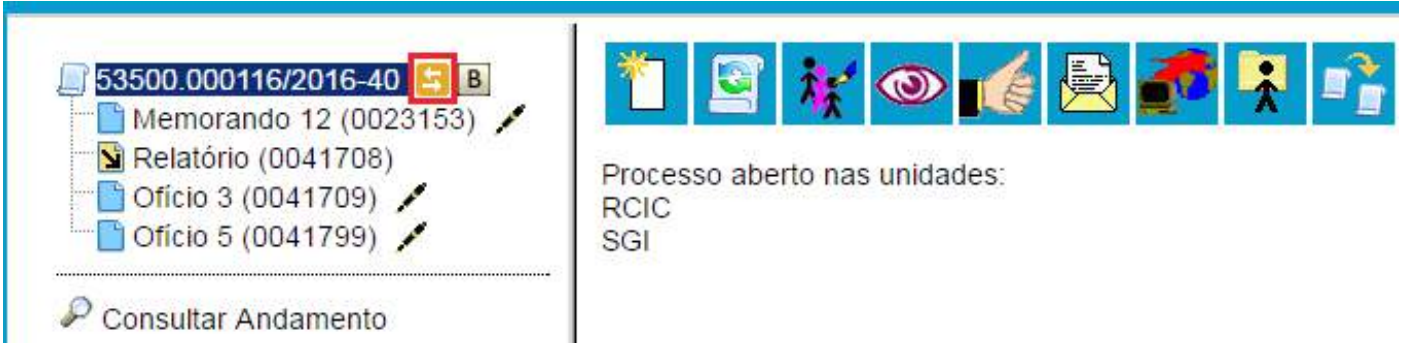 53500.000116/2016-40 B
Memorando 12 (0023153)
Relatório (0041708)
Ofício 3 (0041709)
Ofício 5 (0041799)
Consultar Andamento
Processo aberto nas unidades:
RCIC
SGI